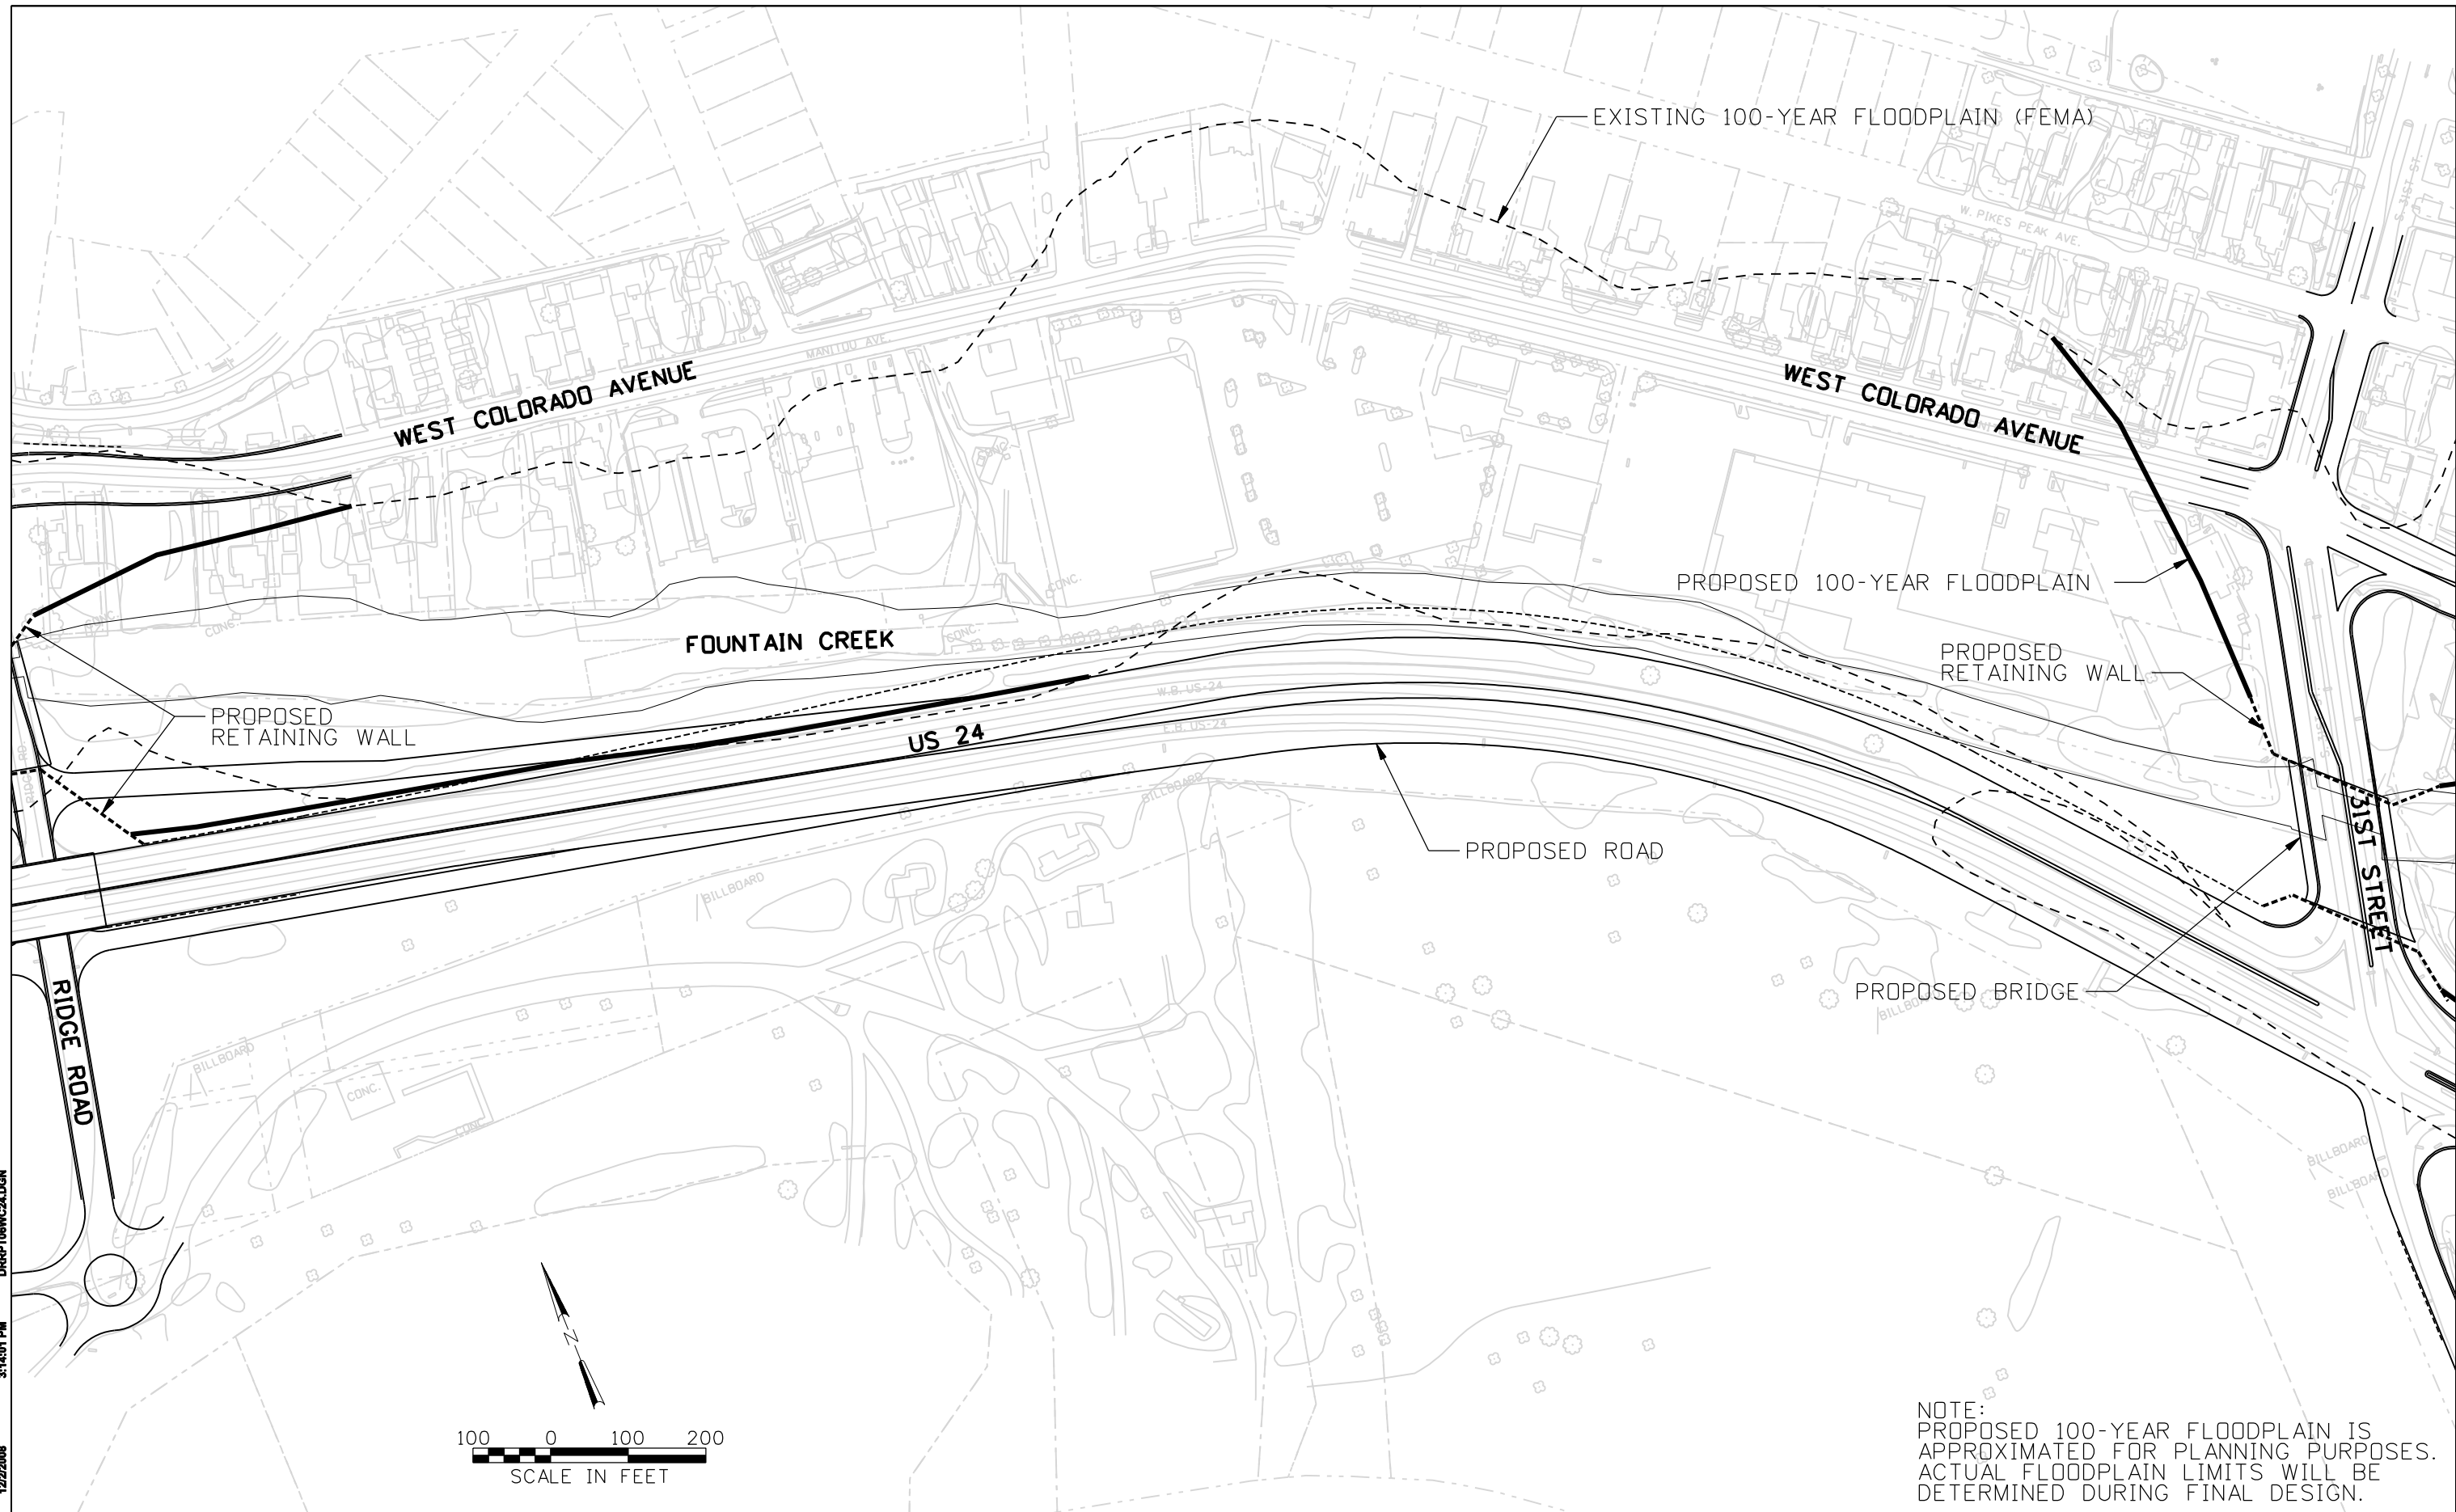 EXISTING 100-YEAR FLOODPLAIN (FEMA)
31ST ST.
W. PIKES PEAK AVE.
MANITOU AVE.
WEST COLORADO AVENUE
WEST COLORADO AVENUE
CONC.
CONC.
PROPOSED 100-YEAR FLOODPLAIN
CONC.
CONC.
CONC.
FOUNTAIN CREEK
PROPOSED
RETAINING WALL
PROPOSED
RETAINING WALL
W.B. US-24
E.B. US-24
US 24
BILLBOARD
31ST STREET
PROPOSED ROAD
BILLBOARD
PROPOSED BRIDGE
BILLBOARD
RIDGE ROAD
BILLBOARD
CONC.
CONC.
BILLBOARD
BILLBOARD
N
100 0 100 200
SCALE IN FEET
NOTE:
PROPOSED 100-YEAR FLOODPLAIN IS
APPROXIMATED FOR PLANNING PURPOSES.
ACTUAL FLOODPLAIN LIMITS WILL BE
DETERMINED DURING FINAL DESIGN.
12/2/2008 3:14:01 PM